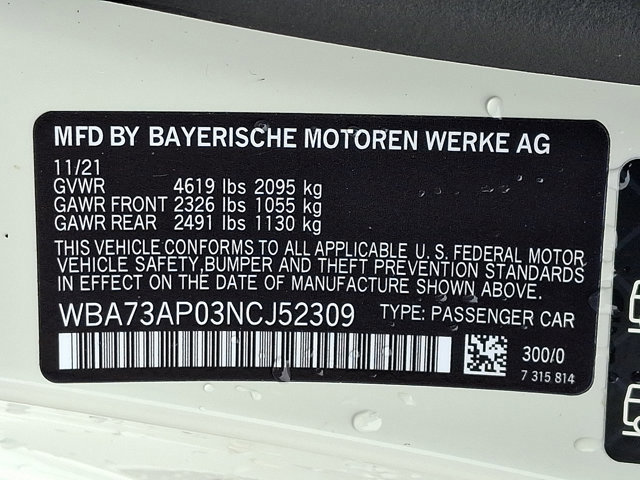 MFD BY BAYERISCHE MOTOREN WERKE AG
11/21
GVWR 4619 lbs 2095 kg
GAWR FRONT 2326 lbs 1055 kg
GAWR REAR 2491 lbs 1130 kg
THIS VEHICLE CONFORMS TO ALL APPLICABLE U.S. FEDERAL MOTOR
VEHICLE SAFETY,BUMPER AND THEFT PREVENTION STANDARDS
IN EFFECT ON THE DATE OF MANUFACTURE SHOWN ABOVE.
WBA73AP03NCJ52309 TYPE: PASSENGER CAR
300/0
7 315 814